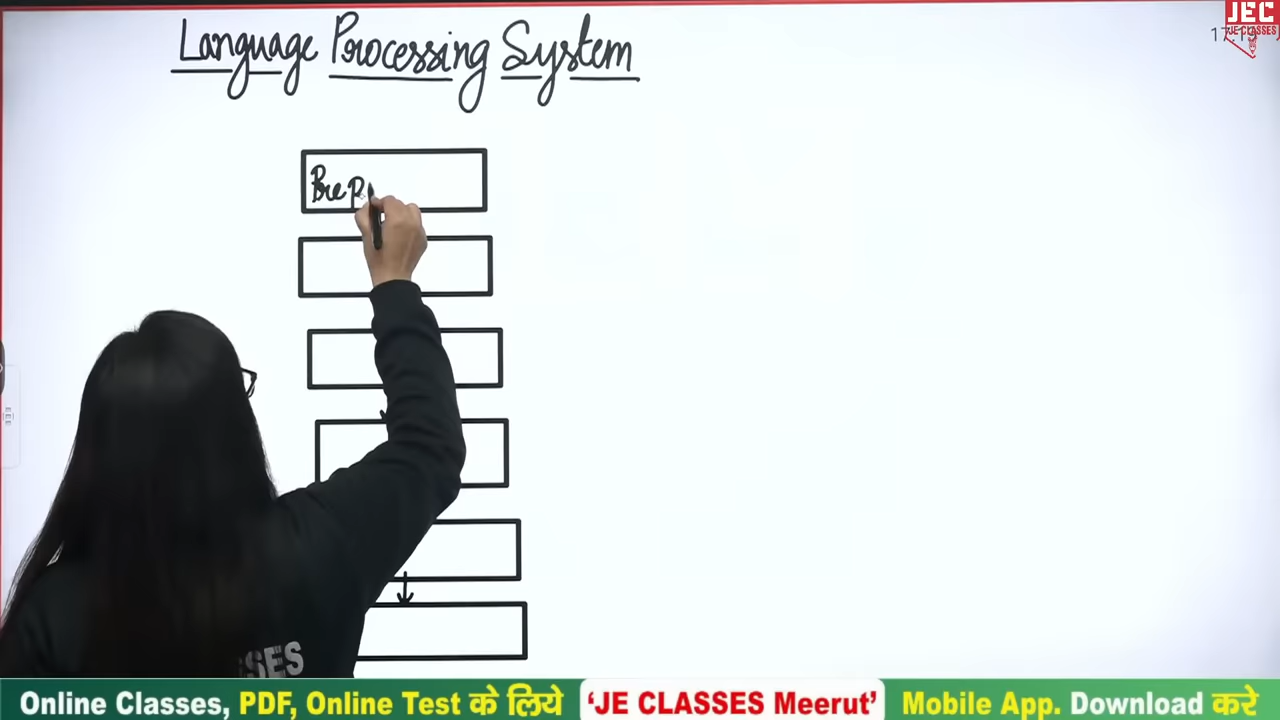 Language Processing System
JEC
JE CLASSES
Pre P
SES
Online Classes, PDF, Online Test के लिये 'JE CLASSES Meerut' Mobile App. Download करे